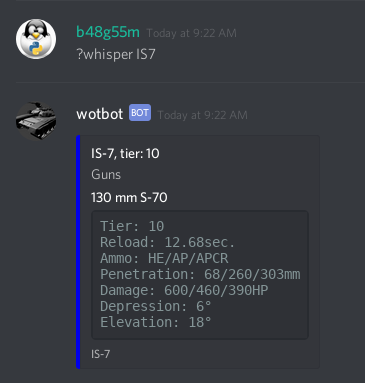 b48g55m Today at 9:22 AM
?whisper IS7
wotbot BOT Today at 9:22 AM
IS-7, tier: 10
Guns
130 mm S-70
Tier: 10
Reload: 12.68sec.
Ammo: HE/AP/APCR
Penetration: 68/260/303mm
Damage: 600/460/390HP
Depression: 6°
Elevation: 18°
IS-7